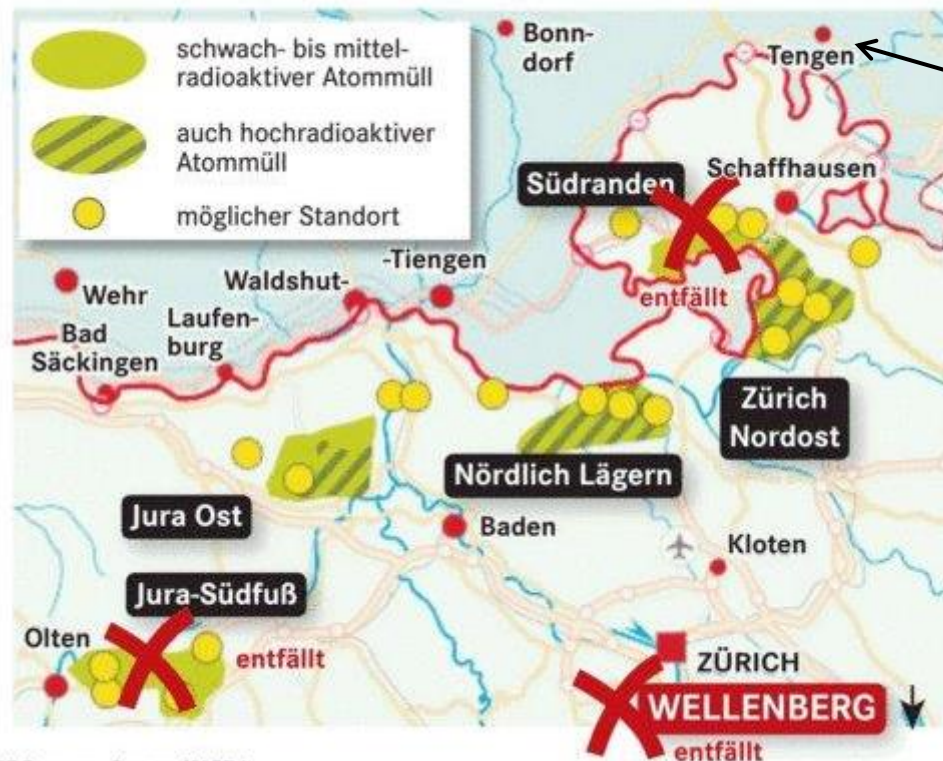 schwach- bis mittel-
radioaktiver Atommüll
auch hochradioaktiver
Atommüll
möglicher Standort
Bonn-
dorf
Tengen
Südranden
Schaffhausen
entfällt
-Tiengen
Waldshut-
Wehr
Laufen-
burg
Bad
Säckingen
Zürich
Nordost
Nördlich Lägern
Jura Ost
Baden
Kloten
Jura-Südfuß
Olten
entfällt
ZÜRICH
WELLENBERG
entfällt